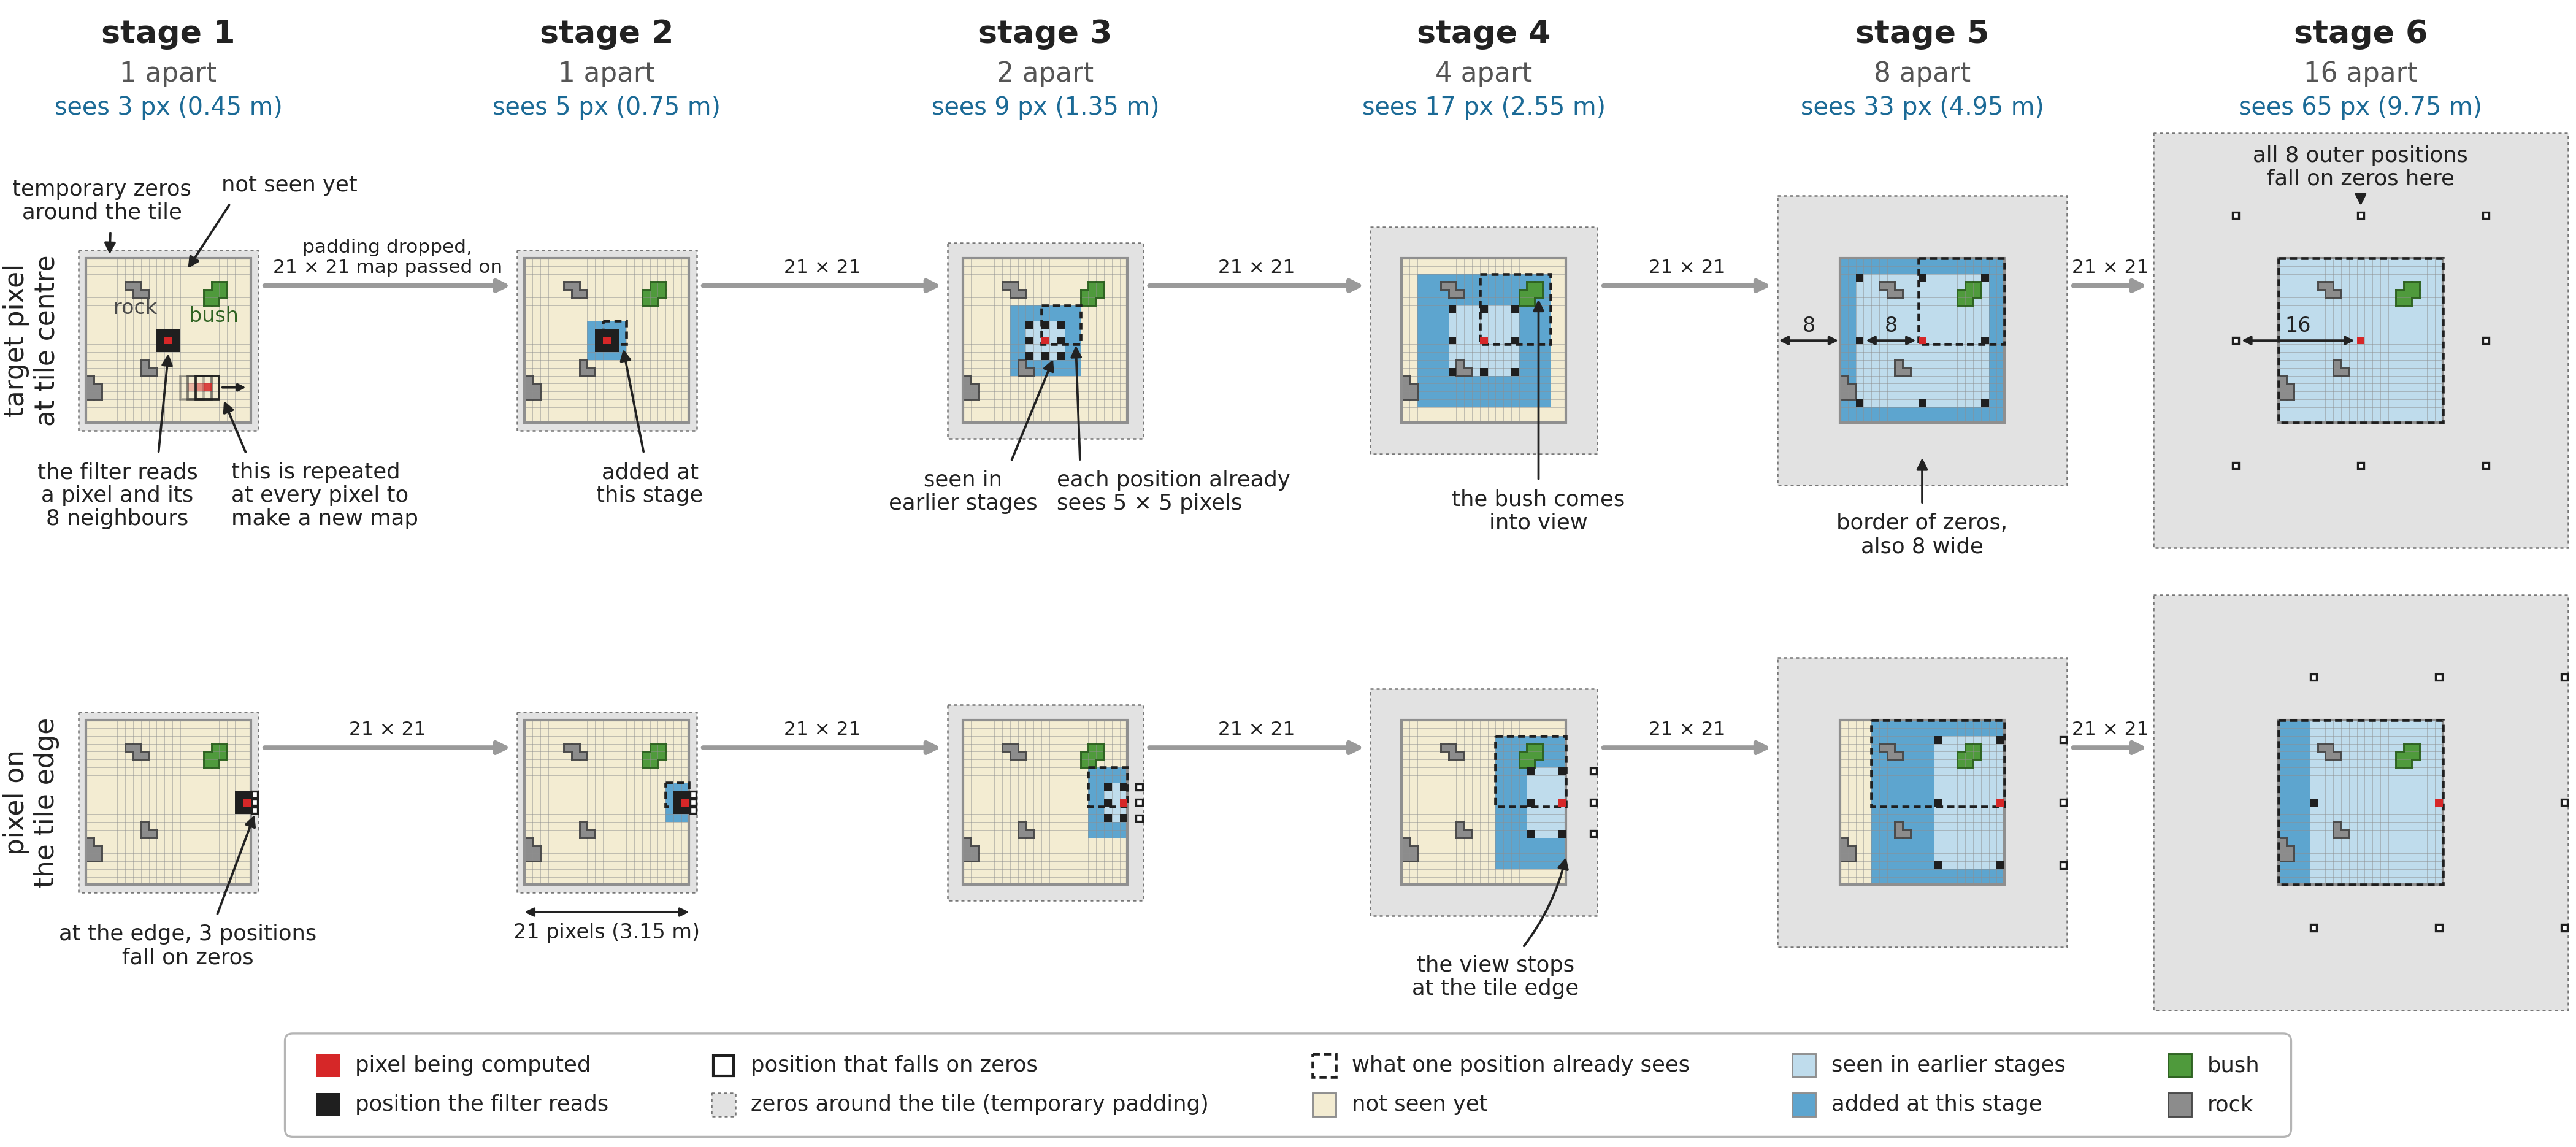 stage 1
1 apart
sees 3 px (0.45 m)
stage 2
1 apart
sees 5 px (0.75 m)
stage 3
2 apart
sees 9 px (1.35 m)
stage 4
4 apart
sees 17 px (2.55 m)
stage 5
8 apart
sees 33 px (4.95 m)
stage 6
16 apart
sees 65 px (9.75 m)
target pixel
at tile centre
temporary zeros
around the tile
not seen yet
rock
bush
the filter reads
a pixel and its
8 neighbours
this is repeated
at every pixel to
make a new map
padding dropped,
21 × 21 map passed on
added at
this stage
21 × 21
seen in
earlier stages
each position already
sees 5 × 5 pixels
21 × 21
the bush comes
into view
21 × 21
8
8
border of zeros,
also 8 wide
21 × 21
all 8 outer positions
fall on zeros here
16
pixel on
the tile edge
at the edge, 3 positions
fall on zeros
21 × 21
21 pixels (3.15 m)
21 × 21
21 × 21
the view stops
at the tile edge
21 × 21
21 × 21
pixel being computed
position that falls on zeros
what one position already sees
seen in earlier stages
bush
position the filter reads
zeros around the tile (temporary padding)
not seen yet
added at this stage
rock